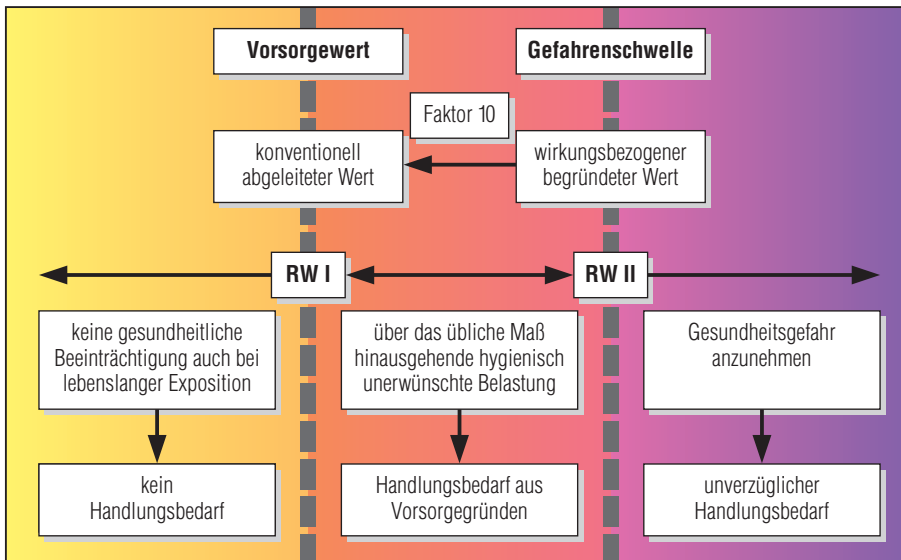 Vorsorgewert
Gefahrenschwelle
Faktor 10
konventionell
abgeleiteter Wert
wirkungsbezogener
begründeter Wert
RW I
RW II
keine gesundheitliche
Beeinträchtigung auch bei
lebenslanger Exposition
über das übliche Maß
hinausgehende hygienisch
unerwünschte Belastung
Gesundheitsgefahr
anzunehmen
kein
Handlungsbedarf
Handlungsbedarf aus
Vorsorgegründen
unverzüglicher
Handlungsbedarf